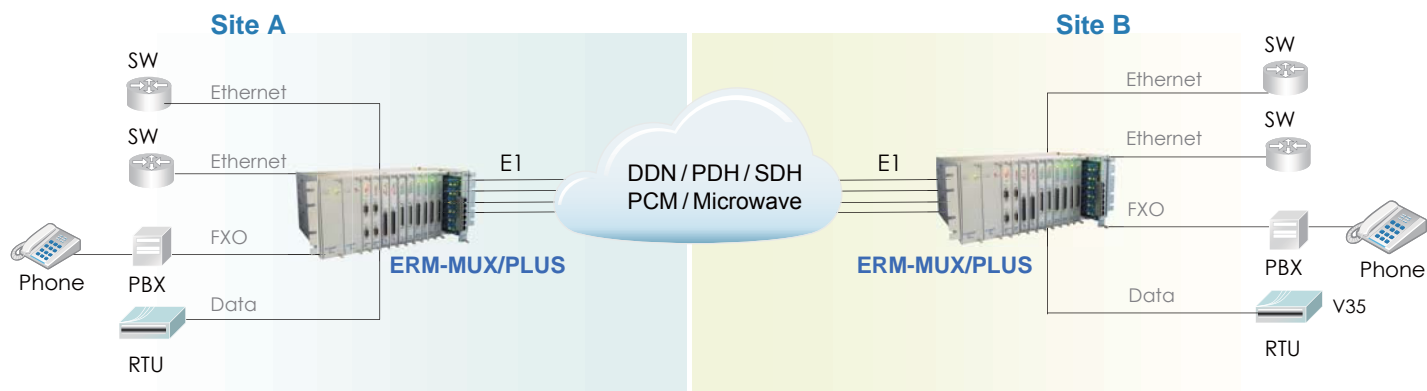 Site A
Site B
SW
Ethernet
SW
Ethernet
Phone
PBX
FXO
RTU
Data
E1
ERM-MUX/PLUS
DDN / PDH / SDH
PCM / Microwave
E1
ERM-MUX/PLUS
Ethernet
SW
Ethernet
SW
FXO
PBX
Phone
Data
V35
RTU